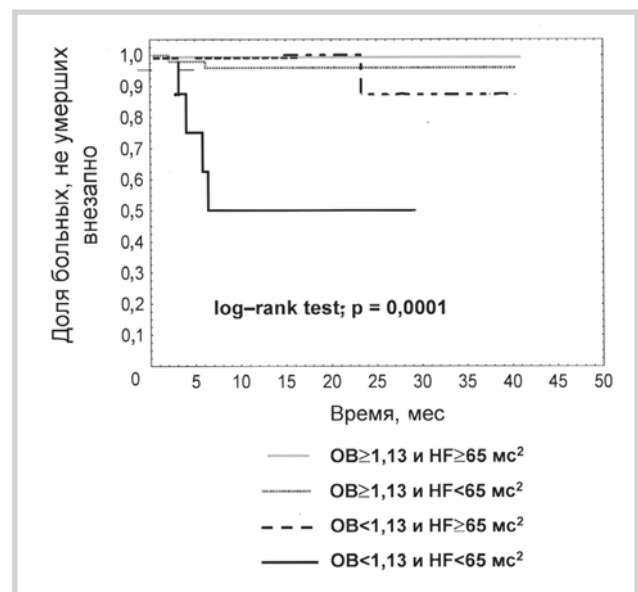 Доля больных, не умерших
внезапно
1,0
0,9
0,8
0,7
0,6
0,5
0,4
0,3
0,2
0,1
log–rank test; p = 0,0001
0 5 10 15 20 25 30 35 40 45 50
Время, мес
ОВ≥1,13 и HF≥65 мс²
ОВ≥1,13 и HF<65 мс²
ОВ<1,13 и HF≥65 мс²
ОВ<1,13 и HF<65 мс²